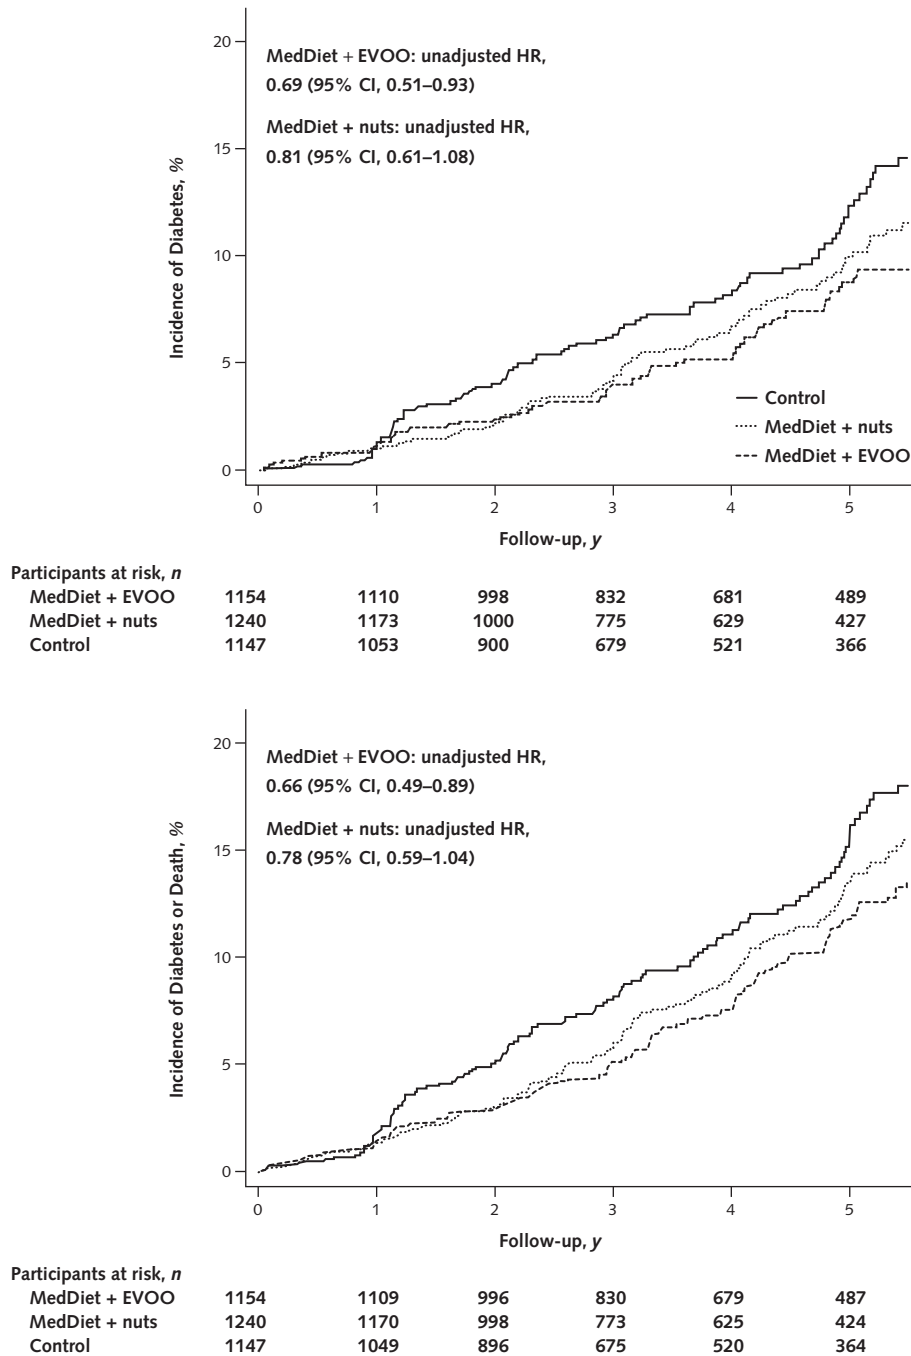 20
MedDiet + EVOO: unadjusted HR,
0.69 (95% CI, 0.51–0.93)
MedDiet + nuts: unadjusted HR,
0.81 (95% CI, 0.61–1.08)
15
Incidence of Diabetes, %
10
5
Control
MedDiet + nuts
MedDiet + EVOO
0
0 1 2 3 4 5
Follow-up, y
Participants at risk, n
MedDiet + EVOO 1154 1110 998 832 681 489
MedDiet + nuts 1240 1173 1000 775 629 427
Control 1147 1053 900 679 521 366
20
MedDiet + EVOO: unadjusted HR,
0.66 (95% CI, 0.49–0.89)
MedDiet + nuts: unadjusted HR,
0.78 (95% CI, 0.59–1.04)
15
Incidence of Diabetes or Death, %
10
5
0
0 1 2 3 4 5
Follow-up, y
Participants at risk, n
MedDiet + EVOO 1154 1109 996 830 679 487
MedDiet + nuts 1240 1170 998 773 625 424
Control 1147 1049 896 675 520 364